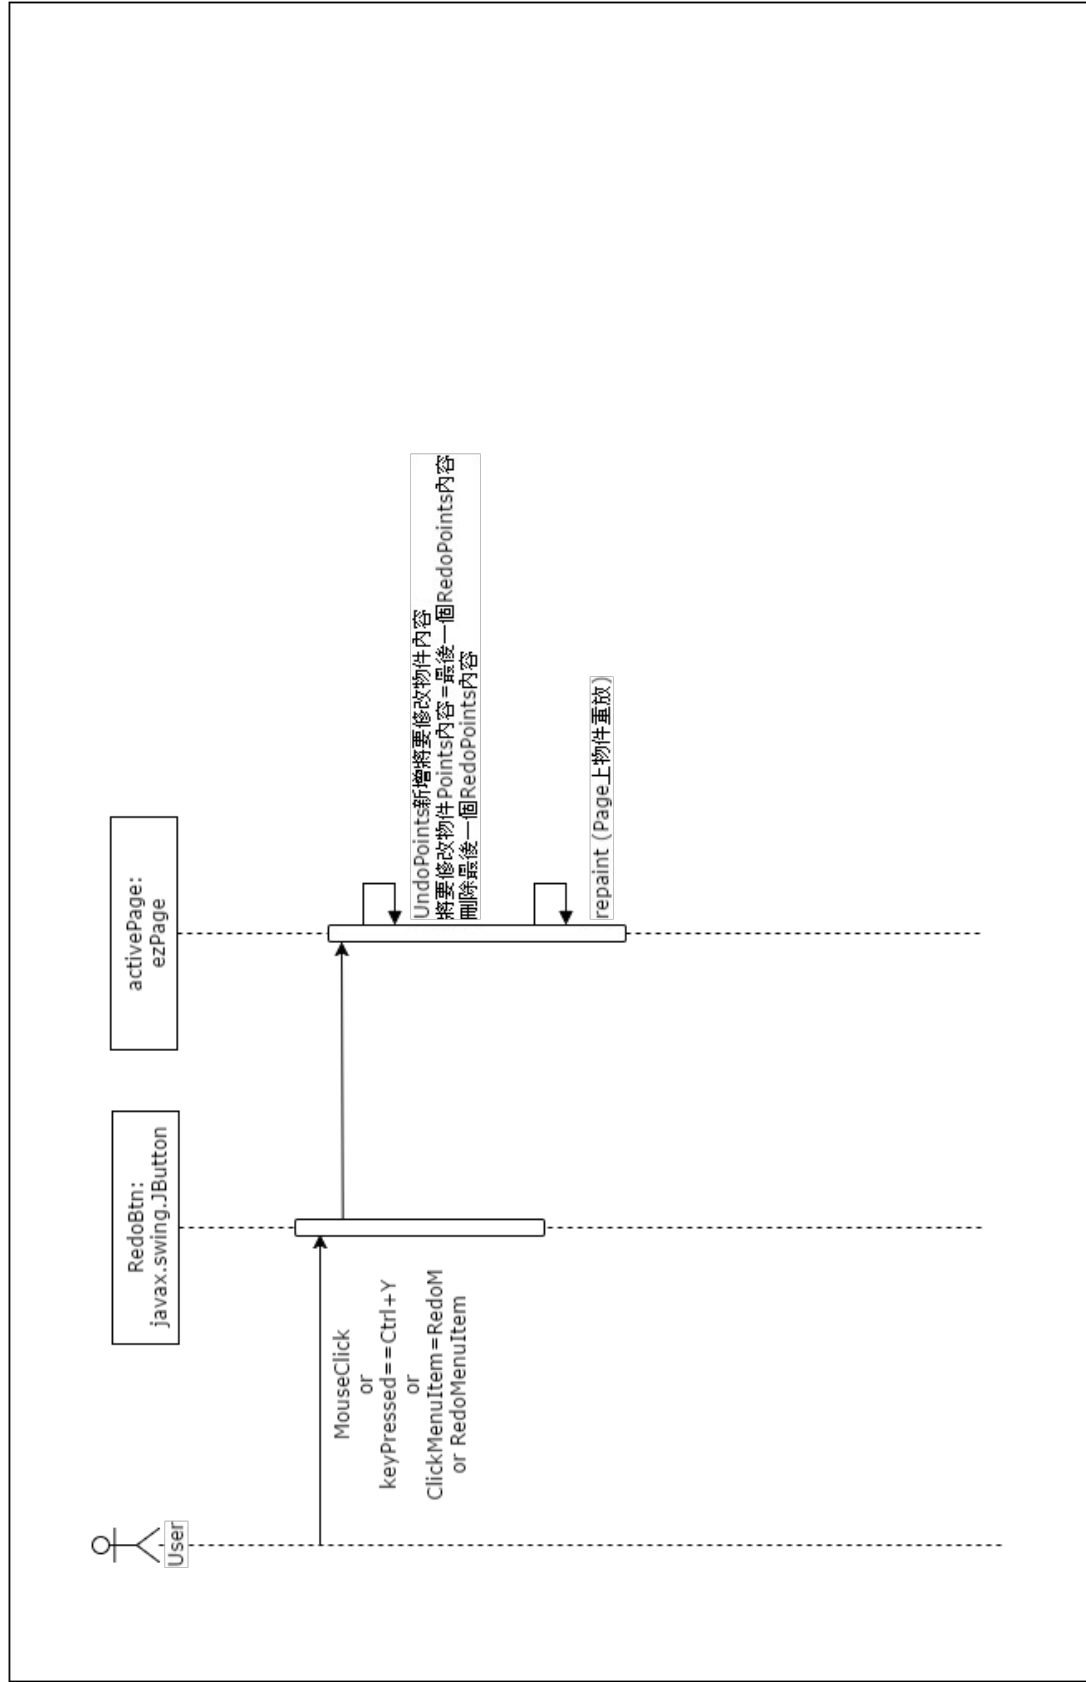 User
RedoBtn:
javax.swing.JButton
activePage:
ezPage
MouseClick
or
keyPressed==Ctrl+Y
or
ClickMenuItem=RedoM
or RedoMenuItem
UndoPoints新增將要修改物件內容
將要修改物件Points內容=最後一個RedoPoints內容
刪除最後一個RedoPoints內容
repaint (Page上物件重放)